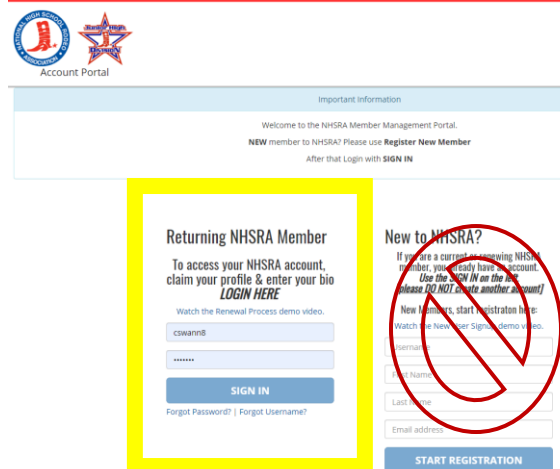 NATIONAL HIGH SCHOOL RODEO ASSOCIATION
Junior High
DIVISION
Account Portal
Important Information
Welcome to the NHSRA Member Management Portal.
NEW member to NHSRA? Please use Register New Member
After that Login with SIGN IN
Returning NHSRA Member
To access your NHSRA account,
claim your profile & enter your bio
LOGIN HERE
Watch the Renewal Process demo video.
cswann8
•••••••
SIGN IN
Forgot Password? | Forgot Username?
New to NHSRA?
If you are a current or renewing NHSRA
member, you already have an account.
Use the SIGN IN on the left
please DO NOT create another account]
New Members, start registraton here:
Watch the New User Signup demo video.
Username
First Name
Last Name
Email address
START REGISTRATION